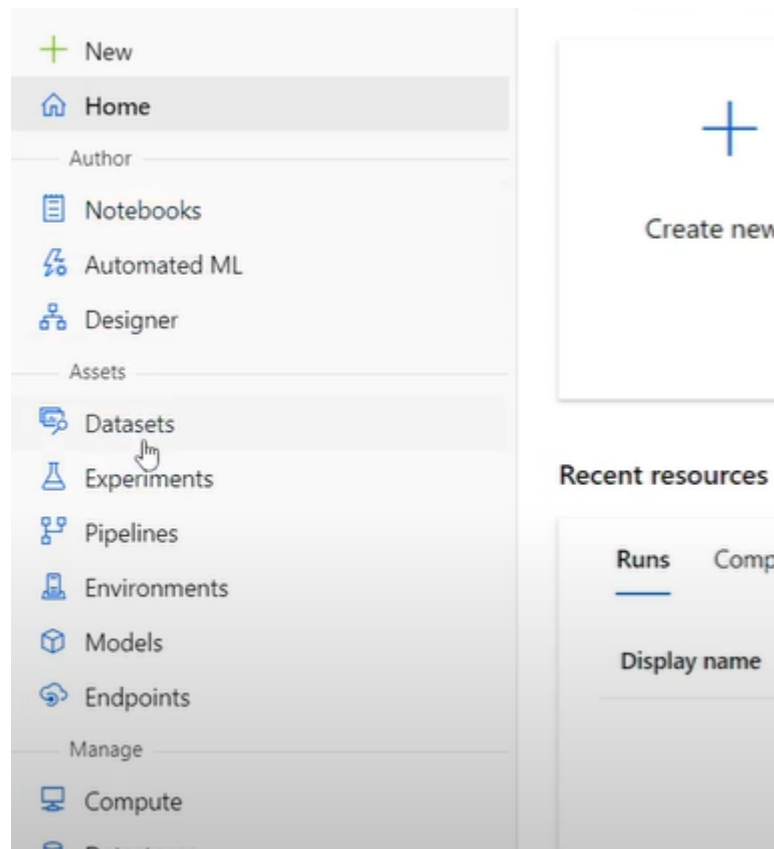 New
Home
Author
Notebooks
Automated ML
Designer
Assets
Datasets
Experiments
Pipelines
Environments
Models
Endpoints
Manage
Compute
Create new
Recent resources
Runs Comp
Display name